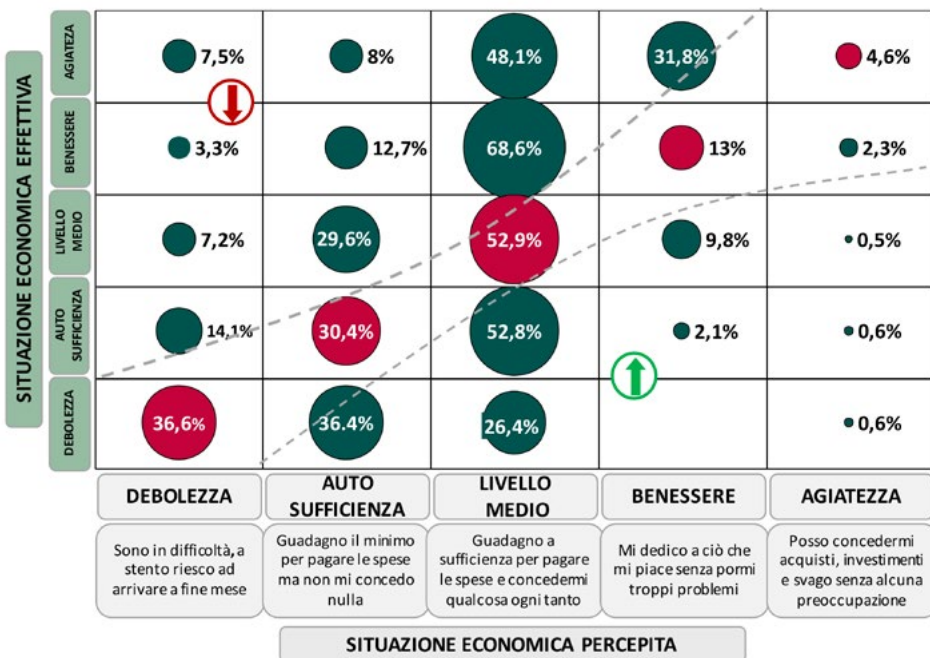 SITUAZIONE ECONOMICA EFFETTIVA
AGIATEZA
7,5%
8%
48,1%
31,8%
4,6%
BENESSERE
3,3%
12,7%
68,6%
13%
2,3%
LIVELLO
MEDIO
7,2%
29,6%
52,9%
9,8%
0,5%
AUTO
SUFFICIENZA
14,1%
30,4%
52,8%
2,1%
0,6%
DEBOLEZZA
36,6%
36.4%
26,4%
0,6%
DEBOLEZZA
AUTO
SUFFICIENZA
LIVELLO
MEDIO
BENESSERE
AGIATEZZA
Sono in difficoltà, a
stento riesco ad
arrivare a fine mese
Guadagno il minimo
per pagare le spese
ma non mi concedo
nulla
Guadagno a
sufficienza per pagare
le spese e concedermi
qualcosa ogni tanto
Mi dedico a ciò che
mi piace senza pormi
troppi problemi
Posso concedermi
acquisti, investimenti
e svago senza alcuna
preoccupazione
SITUAZIONE ECONOMICA PERCEPITA